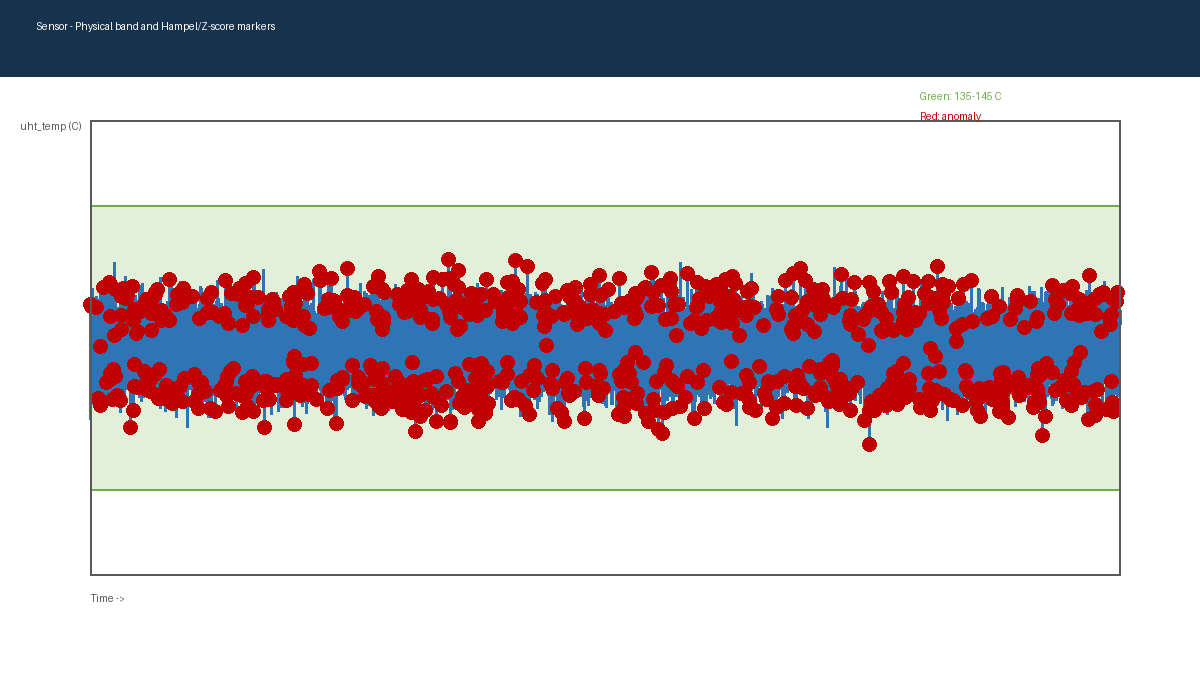 Sensor - Physical band and Hampel/Z-score markers
Green: 135-145 C
Red: anomaly
uht_temp (C)
Time ->